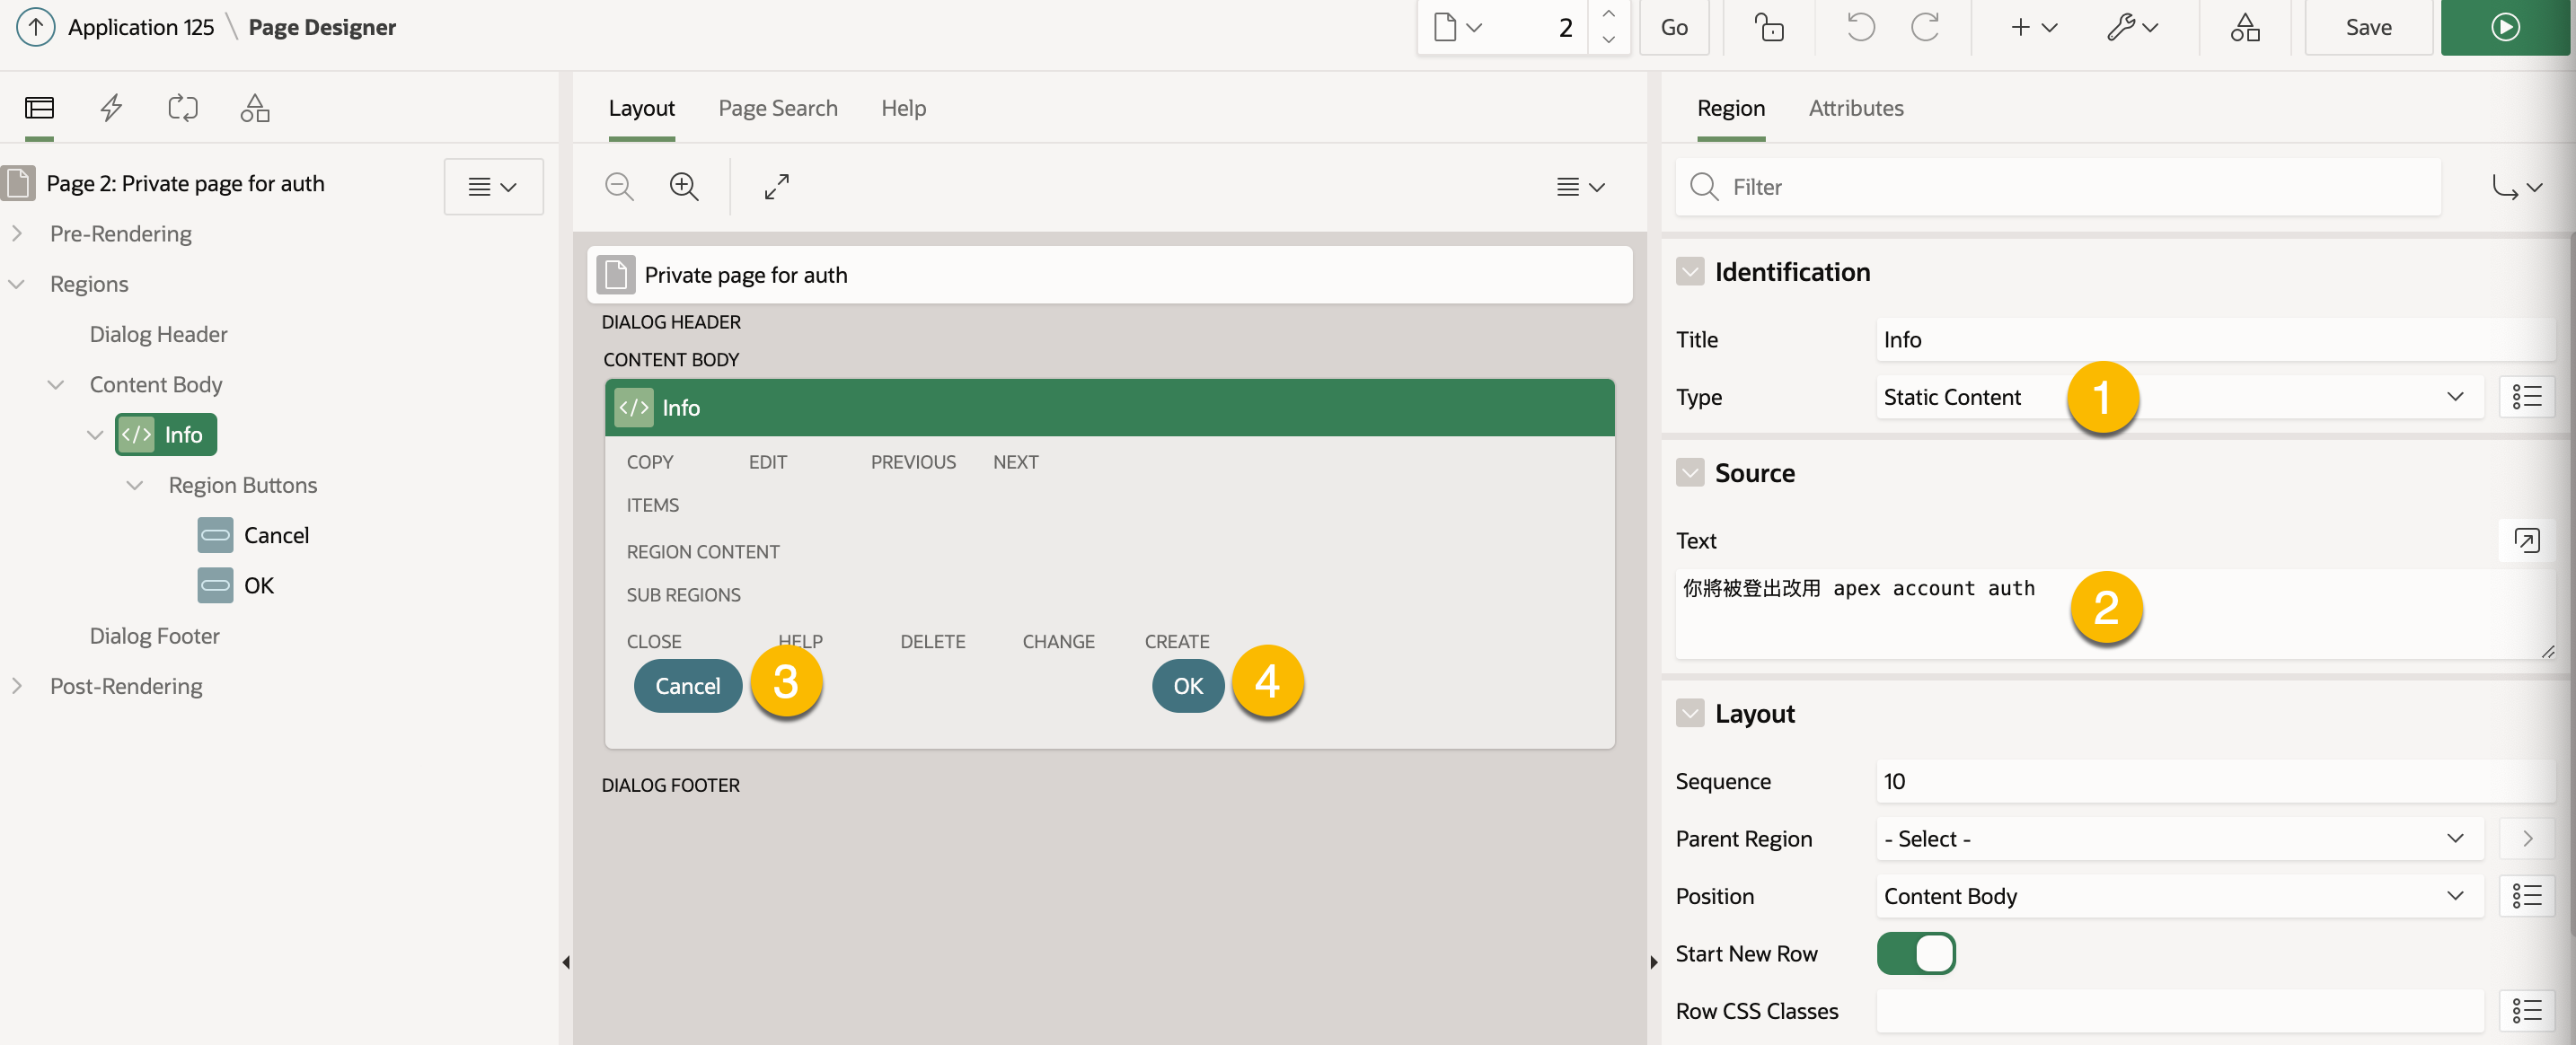 Application 125 \ Page Designer
2
Go
Save
Page 2: Private page for auth
Pre-Rendering
Regions
Dialog Header
Content Body
</> Info
Region Buttons
Cancel
OK
Dialog Footer
Post-Rendering
Layout Page Search Help
Private page for auth
DIALOG HEADER
CONTENT BODY
</> Info
COPY EDIT PREVIOUS NEXT
ITEMS
REGION CONTENT
SUB REGIONS
CLOSE HELP DELETE CHANGE CREATE
Cancel 3 OK 4
DIALOG FOOTER
Region Attributes
Filter
Identification
Title Info
Type Static Content 1
Source
Text
你將被登出改用 apex account auth 2
Layout
Sequence 10
Parent Region - Select -
Position Content Body
Start New Row
Row CSS Classes